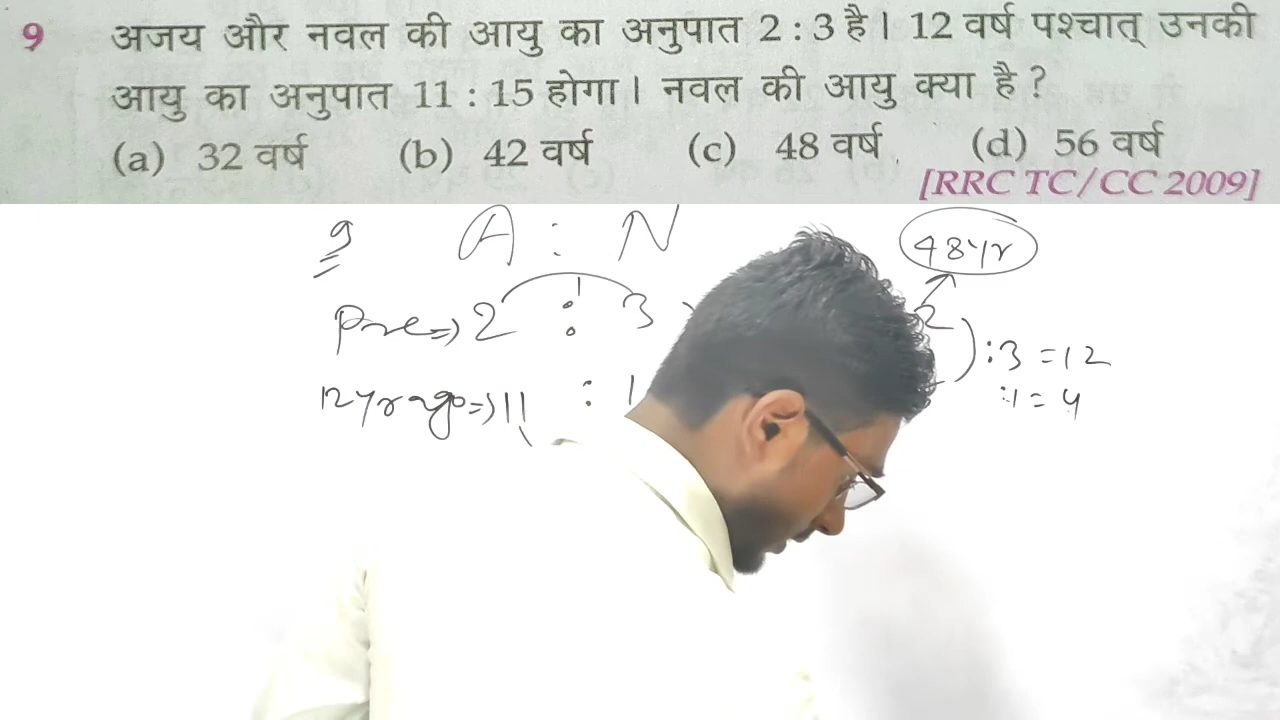 9 अजय और नवल की आयु का अनुपात 2 : 3 है। 12 वर्ष पश्चात् उनकी
आयु का अनुपात 11 : 15 होगा। नवल की आयु क्या है ?
(a) 32 वर्ष (b) 42 वर्ष (c) 48 वर्ष (d) 56 वर्ष
[RRC TC/CC 2009]
9 A : N
48yr
Pre=>2 : 3
2
) :3 = 12
12yr ago=>11 : 1
:1 = 4